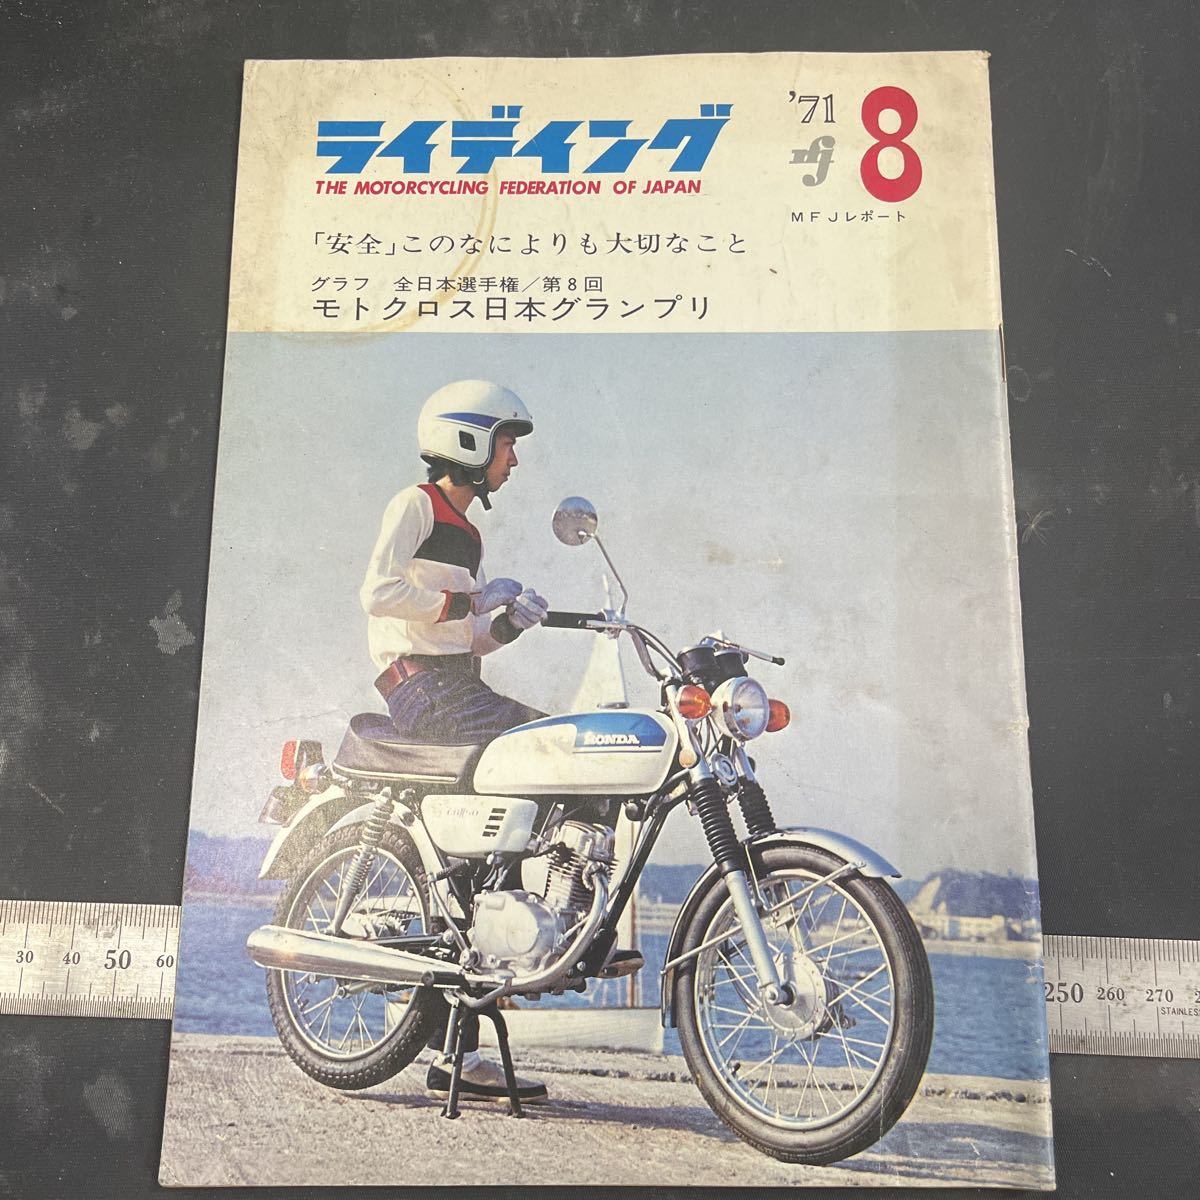 ライディング
THE MOTORCYCLING FEDERATION OF JAPAN
'71
mfj
8
MFJレポート
「安全」このなによりも大切なこと
グラフ 全日本選手権／第8回
モトクロス日本グランプリ
HONDA
30 40 50 60
250 260 270
STAINLESS